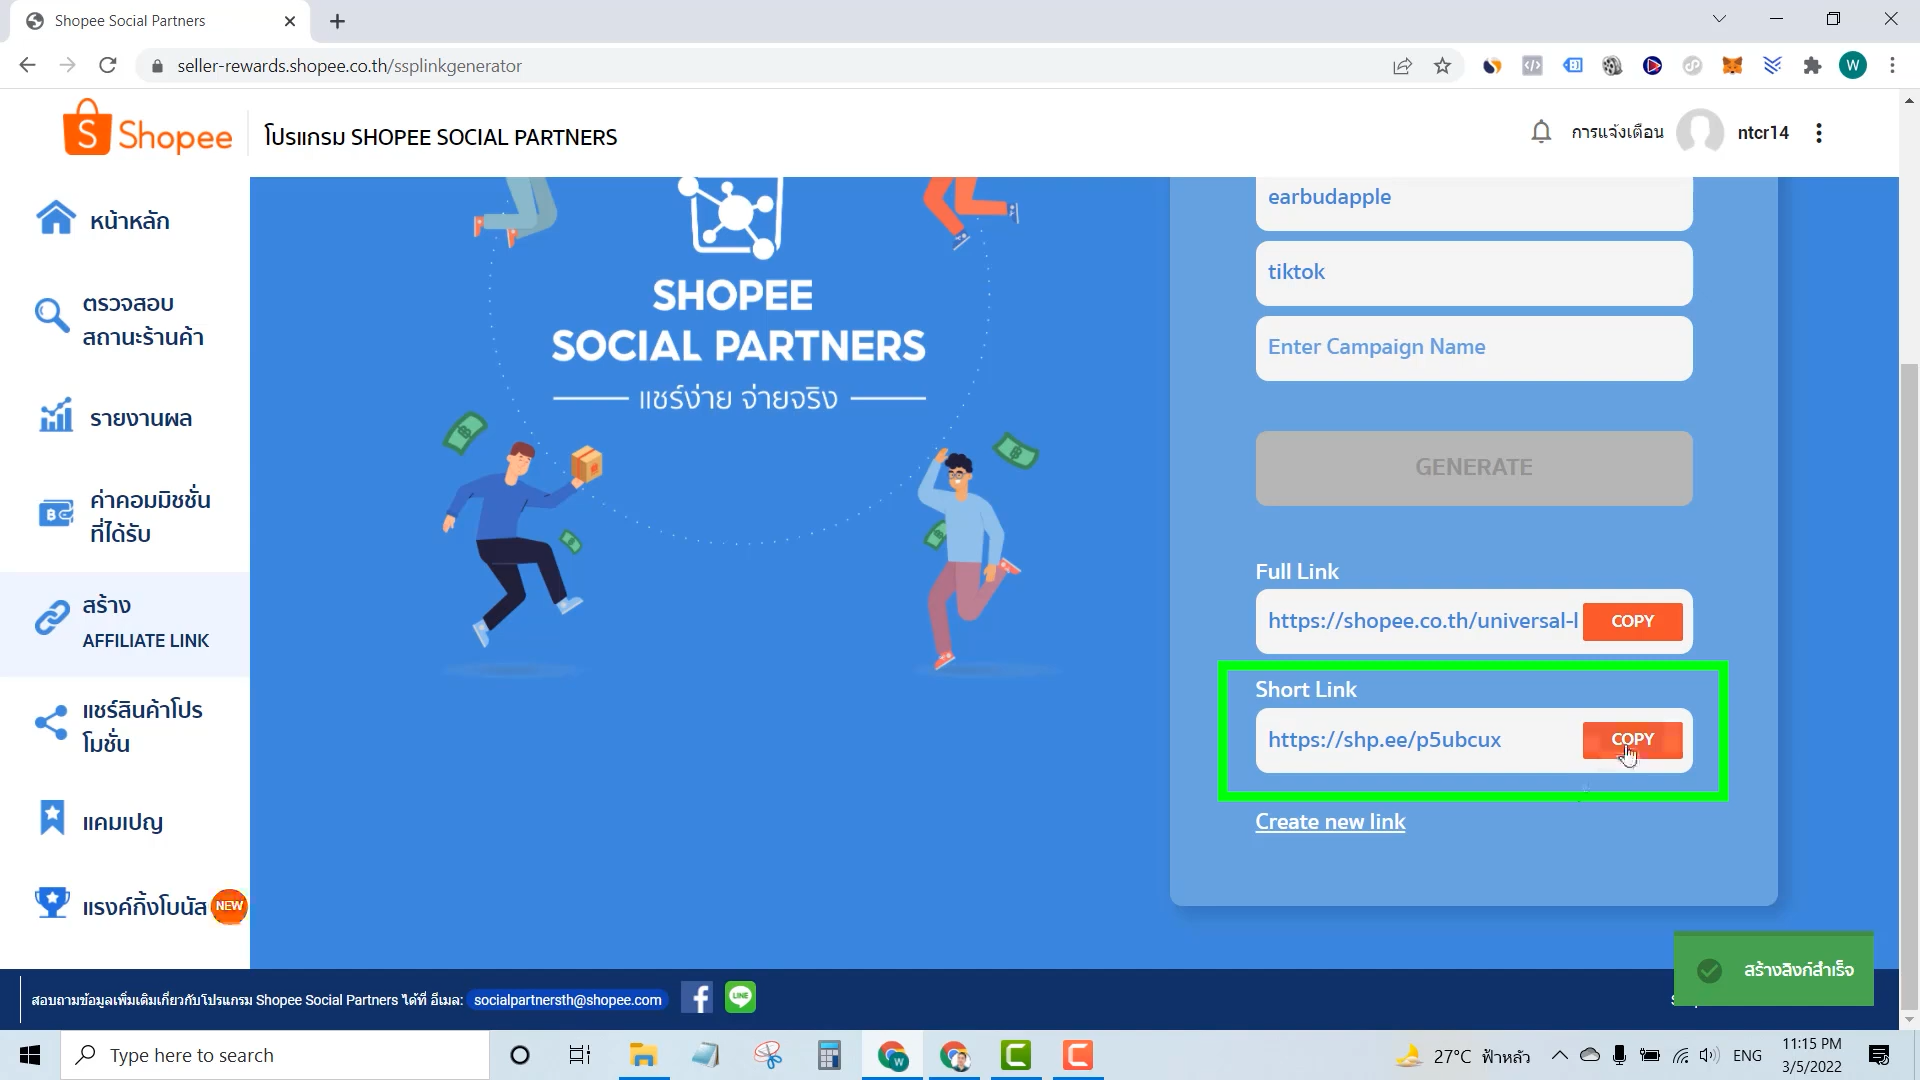 Shopee Social Partners
seller-rewards.shopee.co.th/ssplinkgenerator
W
Shopee
โปรแกรม SHOPEE SOCIAL PARTNERS
การแจ้งเตือน
ntcr14
หน้าหลัก
ตรวจสอบ
สถานะร้านค้า
รายงานผล
ค่าคอมมิชชั่น
ที่ได้รับ
สร้าง
AFFILIATE LINK
แชร์สินค้าโปร
โมชั่น
แคมเปญ
แรงค์กิ้งโบนัส NEW
SHOPEE
SOCIAL PARTNERS
แชร์ง่าย จ่ายจริง
earbudapple
tiktok
Enter Campaign Name
GENERATE
Full Link
https://shopee.co.th/universal-l
COPY
Short Link
https://shp.ee/p5ubcux
COPY
Create new link
สร้างลิงก์สำเร็จ
สอบถามข้อมูลเพิ่มเติมเกี่ยวกับโปรแกรม Shopee Social Partners ได้ที่ อีเมล: socialpartnersth@shopee.com
LINE
Type here to search
27°C ฟ้าหลัว
ENG
11:15 PM
3/5/2022